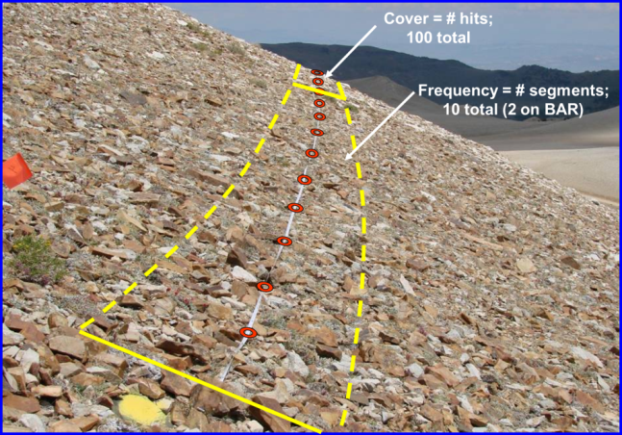 Cover = # hits;
100 total
Frequency = # segments;
10 total (2 on BAR)